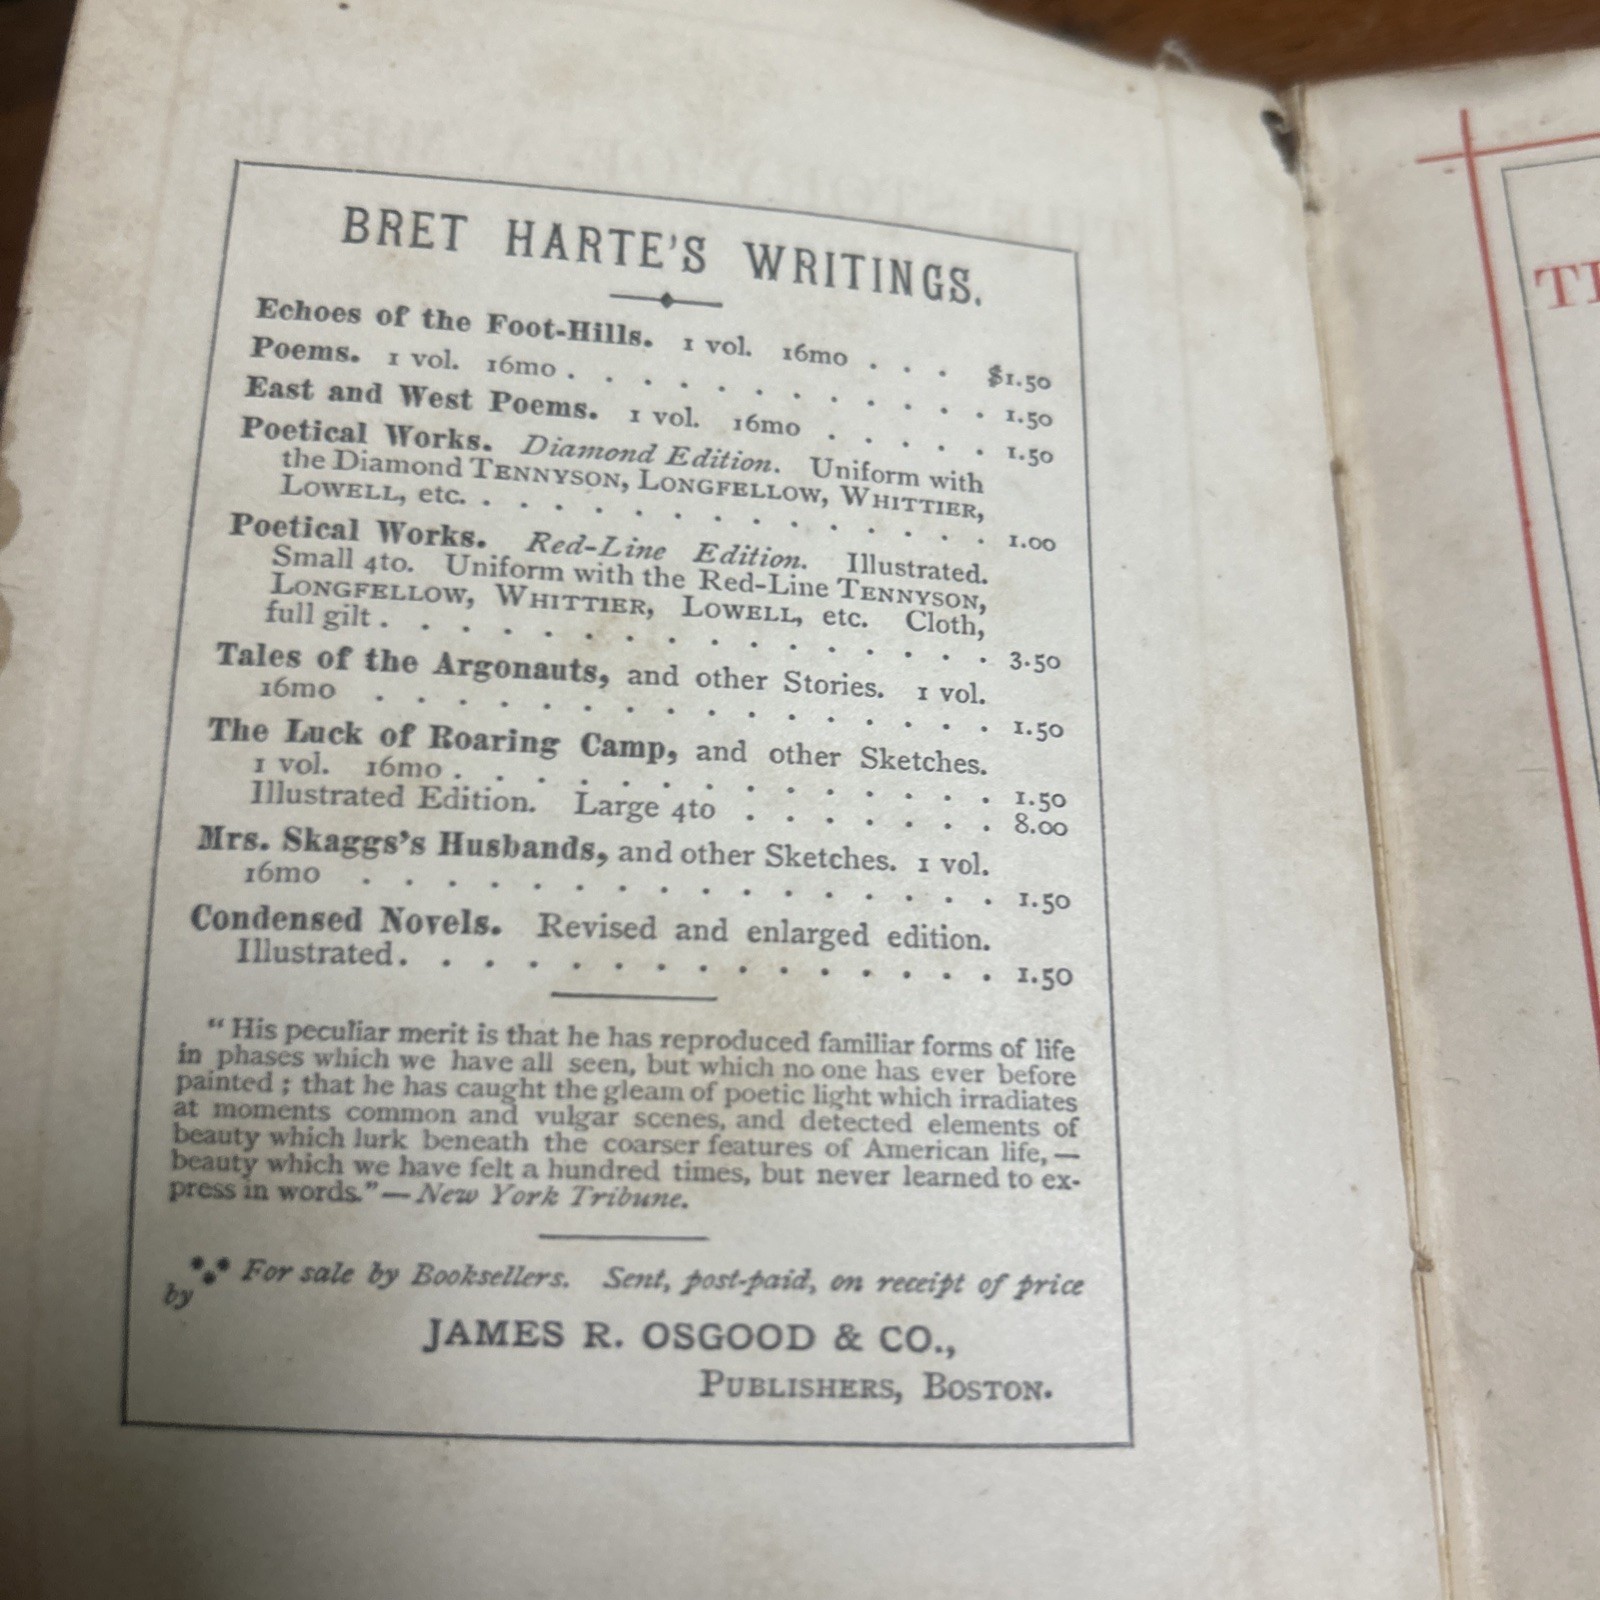 BRET HARTE'S WRITINGS.
Echoes of the Foot-Hills. 1 vol. 16mo . . . $1.50
Poems. 1 vol. 16mo . . . . . . . . . . . 1.50
East and West Poems. 1 vol. 16mo . . . . . 1.50
Poetical Works. Diamond Edition. Uniform with
the Diamond TENNYSON, LONGFELLOW, WHITTIER,
LOWELL, etc. . . . . . . . . . . . . . 1.00
Poetical Works. Red-Line Edition. Illustrated.
Small 4to. Uniform with the Red-Line TENNYSON,
LONGFELLOW, WHITTIER, LOWELL, etc. Cloth,
full gilt . . . . . . . . . . . . . . . . 3.50
Tales of the Argonauts, and other Stories. 1 vol.
16mo . . . . . . . . . . . . . . . . 1.50
The Luck of Roaring Camp, and other Sketches.
1 vol. 16mo . . . . . . . . . . . . . . 1.50
Illustrated Edition. Large 4to . . . . . . . 8.00
Mrs. Skaggs's Husbands, and other Sketches. 1 vol.
16mo . . . . . . . . . . . . . . . . 1.50
Condensed Novels. Revised and enlarged edition.
Illustrated. . . . . . . . . . . . . . . . 1.50
"His peculiar merit is that he has reproduced familiar forms of life
in phases which we have all seen, but which no one has ever before
painted; that he has caught the gleam of poetic light which irradiates
at moments common and vulgar scenes, and detected elements of
beauty which lurk beneath the coarser features of American life, —
beauty which we have felt a hundred times, but never learned to ex-
press in words." — New York Tribune.
*** For sale by Booksellers. Sent, post-paid, on receipt of price
by
JAMES R. OSGOOD & CO.,
PUBLISHERS, BOSTON.